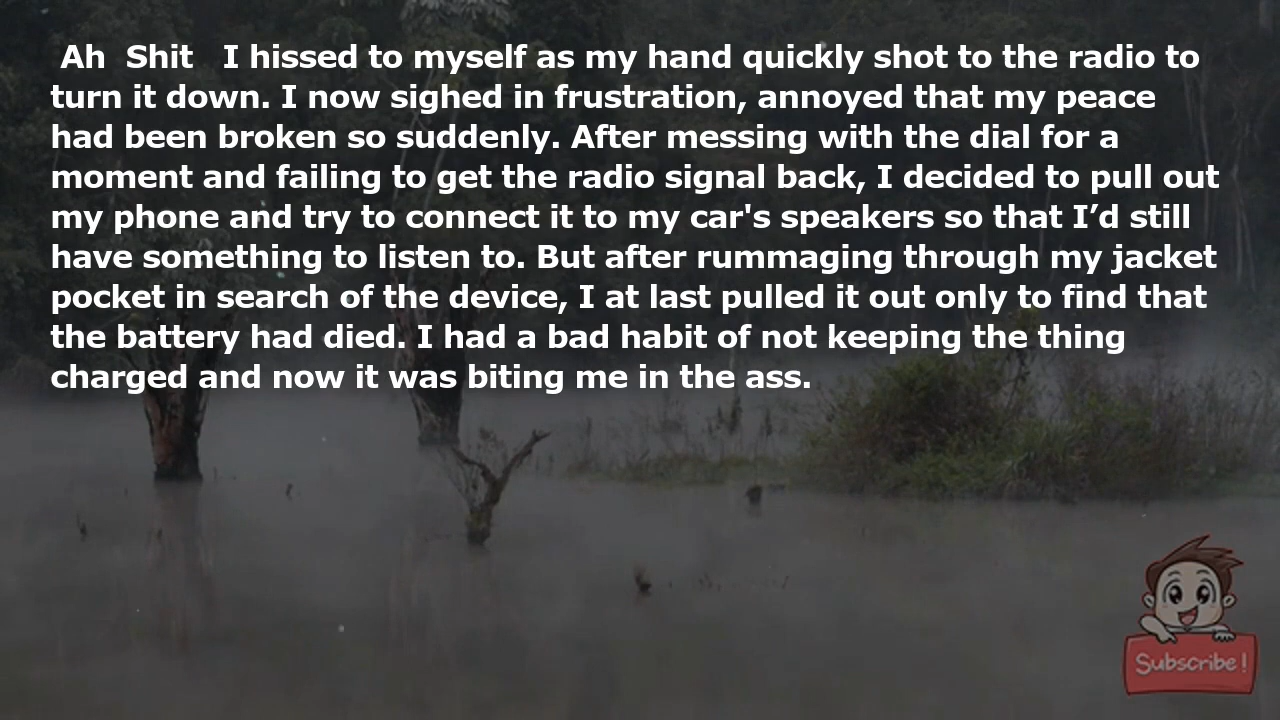 Ah  Shit   I hissed to myself as my hand quickly shot to the radio to
turn it down. I now sighed in frustration, annoyed that my peace
had been broken so suddenly. After messing with the dial for a
moment and failing to get the radio signal back, I decided to pull out
my phone and try to connect it to my car's speakers so that I’d still
have something to listen to. But after rummaging through my jacket
pocket in search of the device, I at last pulled it out only to find that
the battery had died. I had a bad habit of not keeping the thing
charged and now it was biting me in the ass.
Subscribe!